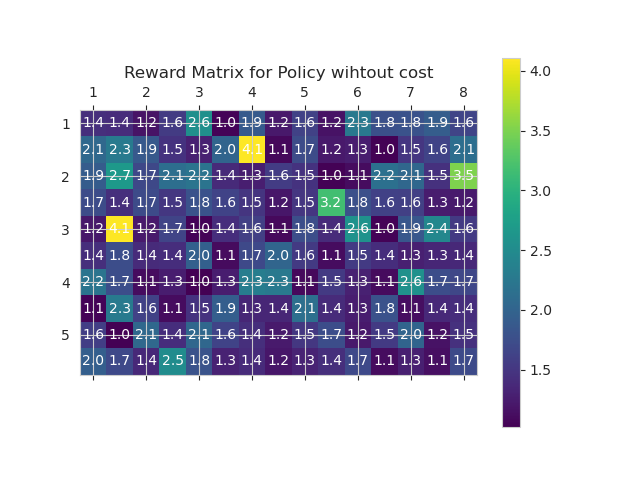 Reward Matrix for Policy wihtout cost
1 2 3 4 5 6 7 8
4.0
1 1.4 1.4 1.2 1.6 2.6 1.0 1.9 1.2 1.6 1.2 2.3 1.8 1.8 1.9 1.6
2.1 2.3 1.9 1.5 1.3 2.0 4.1 1.1 1.7 1.2 1.3 1.0 1.5 1.6 2.1
3.5
2 1.9 2.7 1.7 2.1 2.2 1.4 1.3 1.6 1.5 1.0 1.1 2.2 2.1 1.5 3.5
3.0
1.7 1.4 1.7 1.5 1.8 1.6 1.5 1.2 1.5 3.2 1.8 1.6 1.6 1.3 1.2
3 1.2 4.1 1.2 1.7 1.0 1.4 1.6 1.1 1.8 1.4 2.6 1.0 1.9 2.4 1.6
2.5
1.4 1.8 1.4 1.4 2.0 1.1 1.7 2.0 1.6 1.1 1.5 1.4 1.3 1.3 1.4
4 2.2 1.7 1.1 1.3 1.0 1.3 2.3 2.3 1.1 1.5 1.3 1.1 2.6 1.7 1.7
2.0
1.1 2.3 1.6 1.1 1.5 1.9 1.3 1.4 2.1 1.4 1.3 1.8 1.1 1.4 1.4
5 1.6 1.0 2.1 1.4 2.1 1.6 1.4 1.2 1.5 1.7 1.2 1.5 2.0 1.2 1.5
2.0 1.7 1.4 2.5 1.8 1.3 1.4 1.2 1.3 1.4 1.7 1.1 1.3 1.1 1.7
1.5